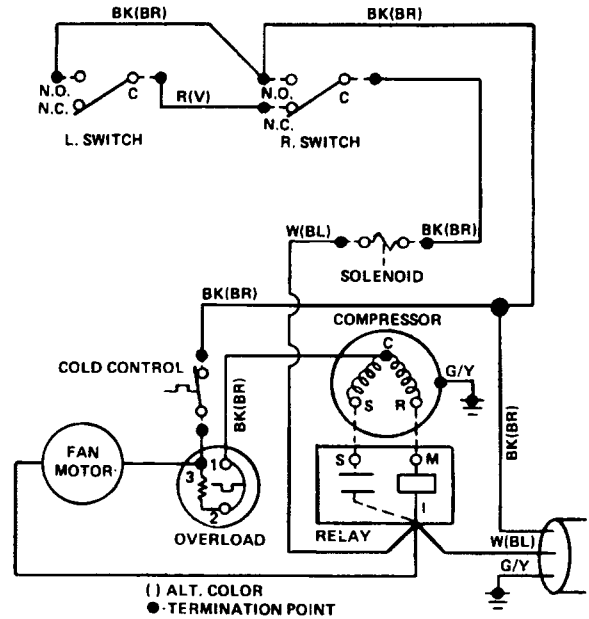 BK(BR)
BK(BR)
N.O.
N.C.
C
R(V)
N.O.
N.C.
C
L. SWITCH
R. SWITCH
W(BL)
BK(BR)
SOLENOID
BK(BR)
COMPRESSOR
C
COLD CONTROL
G/Y
S
R
BK(BR)
BK(BR)
FAN
MOTOR
3
1
2
S
M
I
OVERLOAD
RELAY
W(BL)
G/Y
( ) ALT. COLOR
-TERMINATION POINT